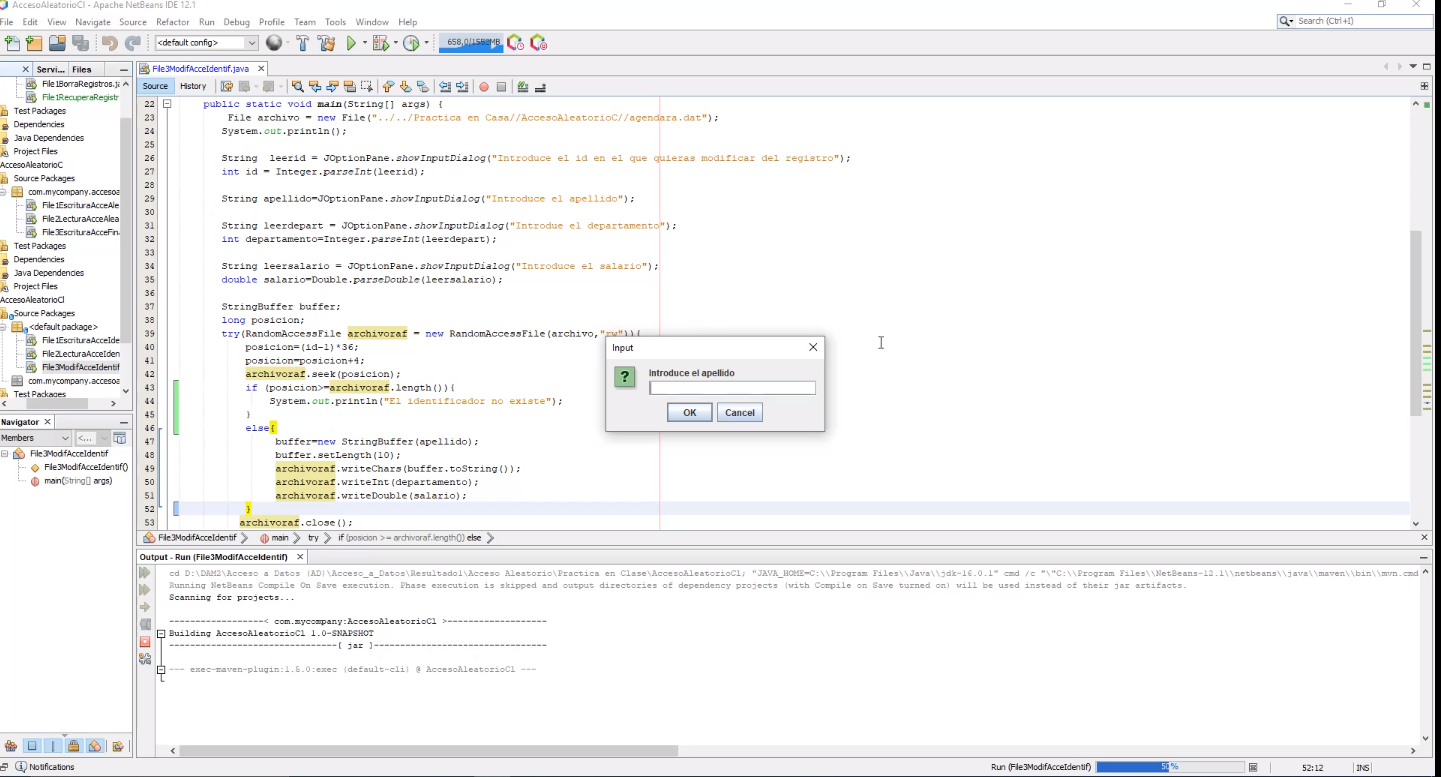 AccesoAleatorioCl - Apache NetBeans IDE 12.1
File Edit View Navigate Source Refactor Run Debug Profile Team Tools Window Help
Search (Ctrl+I)
<default config>
658,0/1552MB
Servi... Files
File3ModifAcceIdentif.java
Source History
File1BorraRegistros.ja
File1RecuperaRegistr
Test Packages
Dependencies
Java Dependencies
Project Files
AccesoAleatorioC
Source Packages
com.mycompany.accesoa
File1EscrituraAcceAle
File2LecturaAcceAlea
File3EscrituraAcceFin
Test Packages
Dependencies
Java Dependencies
Project Files
AccesoAleatorioCl
Source Packages
<default package>
File1EscrituraAcceIde
File2LecturaAcceIden
File3ModifAcceIdentif
com.mycompany.accesoa
Test Packages
Navigator
Members
<...
File3ModifAcceIdentif
File3ModifAcceIdentif()
main(String[] args)
22 public static void main(String[] args) {
23 File archivo = new File("../../Practica en Casa//AccesoAleatorioC//agendara.dat");
24 System.out.println();
25
26 String leerid = JOptionPane.showInputDialog("Introduce el id en el que quieras modificar del registro");
27 int id = Integer.parseInt(leerid);
28
29 String apellido=JOptionPane.showInputDialog("Introduce el apellido");
30
31 String leerdepart = JOptionPane.showInputDialog("Introdue el departamento");
32 int departamento=Integer.parseInt(leerdepart);
33
34 String leersalario = JOptionPane.showInputDialog("Introduce el salario");
35 double salario=Double.parseDouble(leersalario);
36
37 StringBuffer buffer;
38 long posicion;
39 try(RandomAccessFile archivoraf = new RandomAccessFile(archivo,"rw")){
40 posicion=(id-1)*36;
41 posicion=posicion+4;
42 archivoraf.seek(posicion);
43 if (posicion>=archivoraf.length()){
44 System.out.println("El identificador no existe");
45 }
46 else{
47 buffer=new StringBuffer(apellido);
48 buffer.setLength(10);
49 archivoraf.writeChars(buffer.toString());
50 archivoraf.writeInt(departamento);
51 archivoraf.writeDouble(salario);
52 }
53 archivoraf.close();
Input
?
Introduce el apellido
OK Cancel
File3ModifAcceIdentif main try if (posicion >= archivoraf.length()) else
Output - Run (File3ModifAcceIdentif)
cd D:\DAM2\Acceso a Datos (AD)\Acceso_a_Datos\Resultado1\Acceso Aleatorio\Practica en Clase\AccesoAleatorioCl; "JAVA_HOME=C:\\Program Files\\Java\\jdk-16.0.1" cmd /c "\"C:\\Program Files\\NetBeans-12.1\\netbeans\\java\\maven\\bin\\mvn.cmd
Running NetBeans Compile On Save execution. Phase execution is skipped and output directories of dependency projects (with Compile on Save turned on) will be used instead of their jar artifacts.
Scanning for projects...
------------------< com.mycompany:AccesoAleatorioCl >-------------------
Building AccesoAleatorioCl 1.0-SNAPSHOT
--------------------------------[ jar ]---------------------------------
--- exec-maven-plugin:1.5.0:exec (default-cli) @ AccesoAleatorioCl ---
Notifications
Run (File3ModifAcceIdentif)
50%
52:12
INS